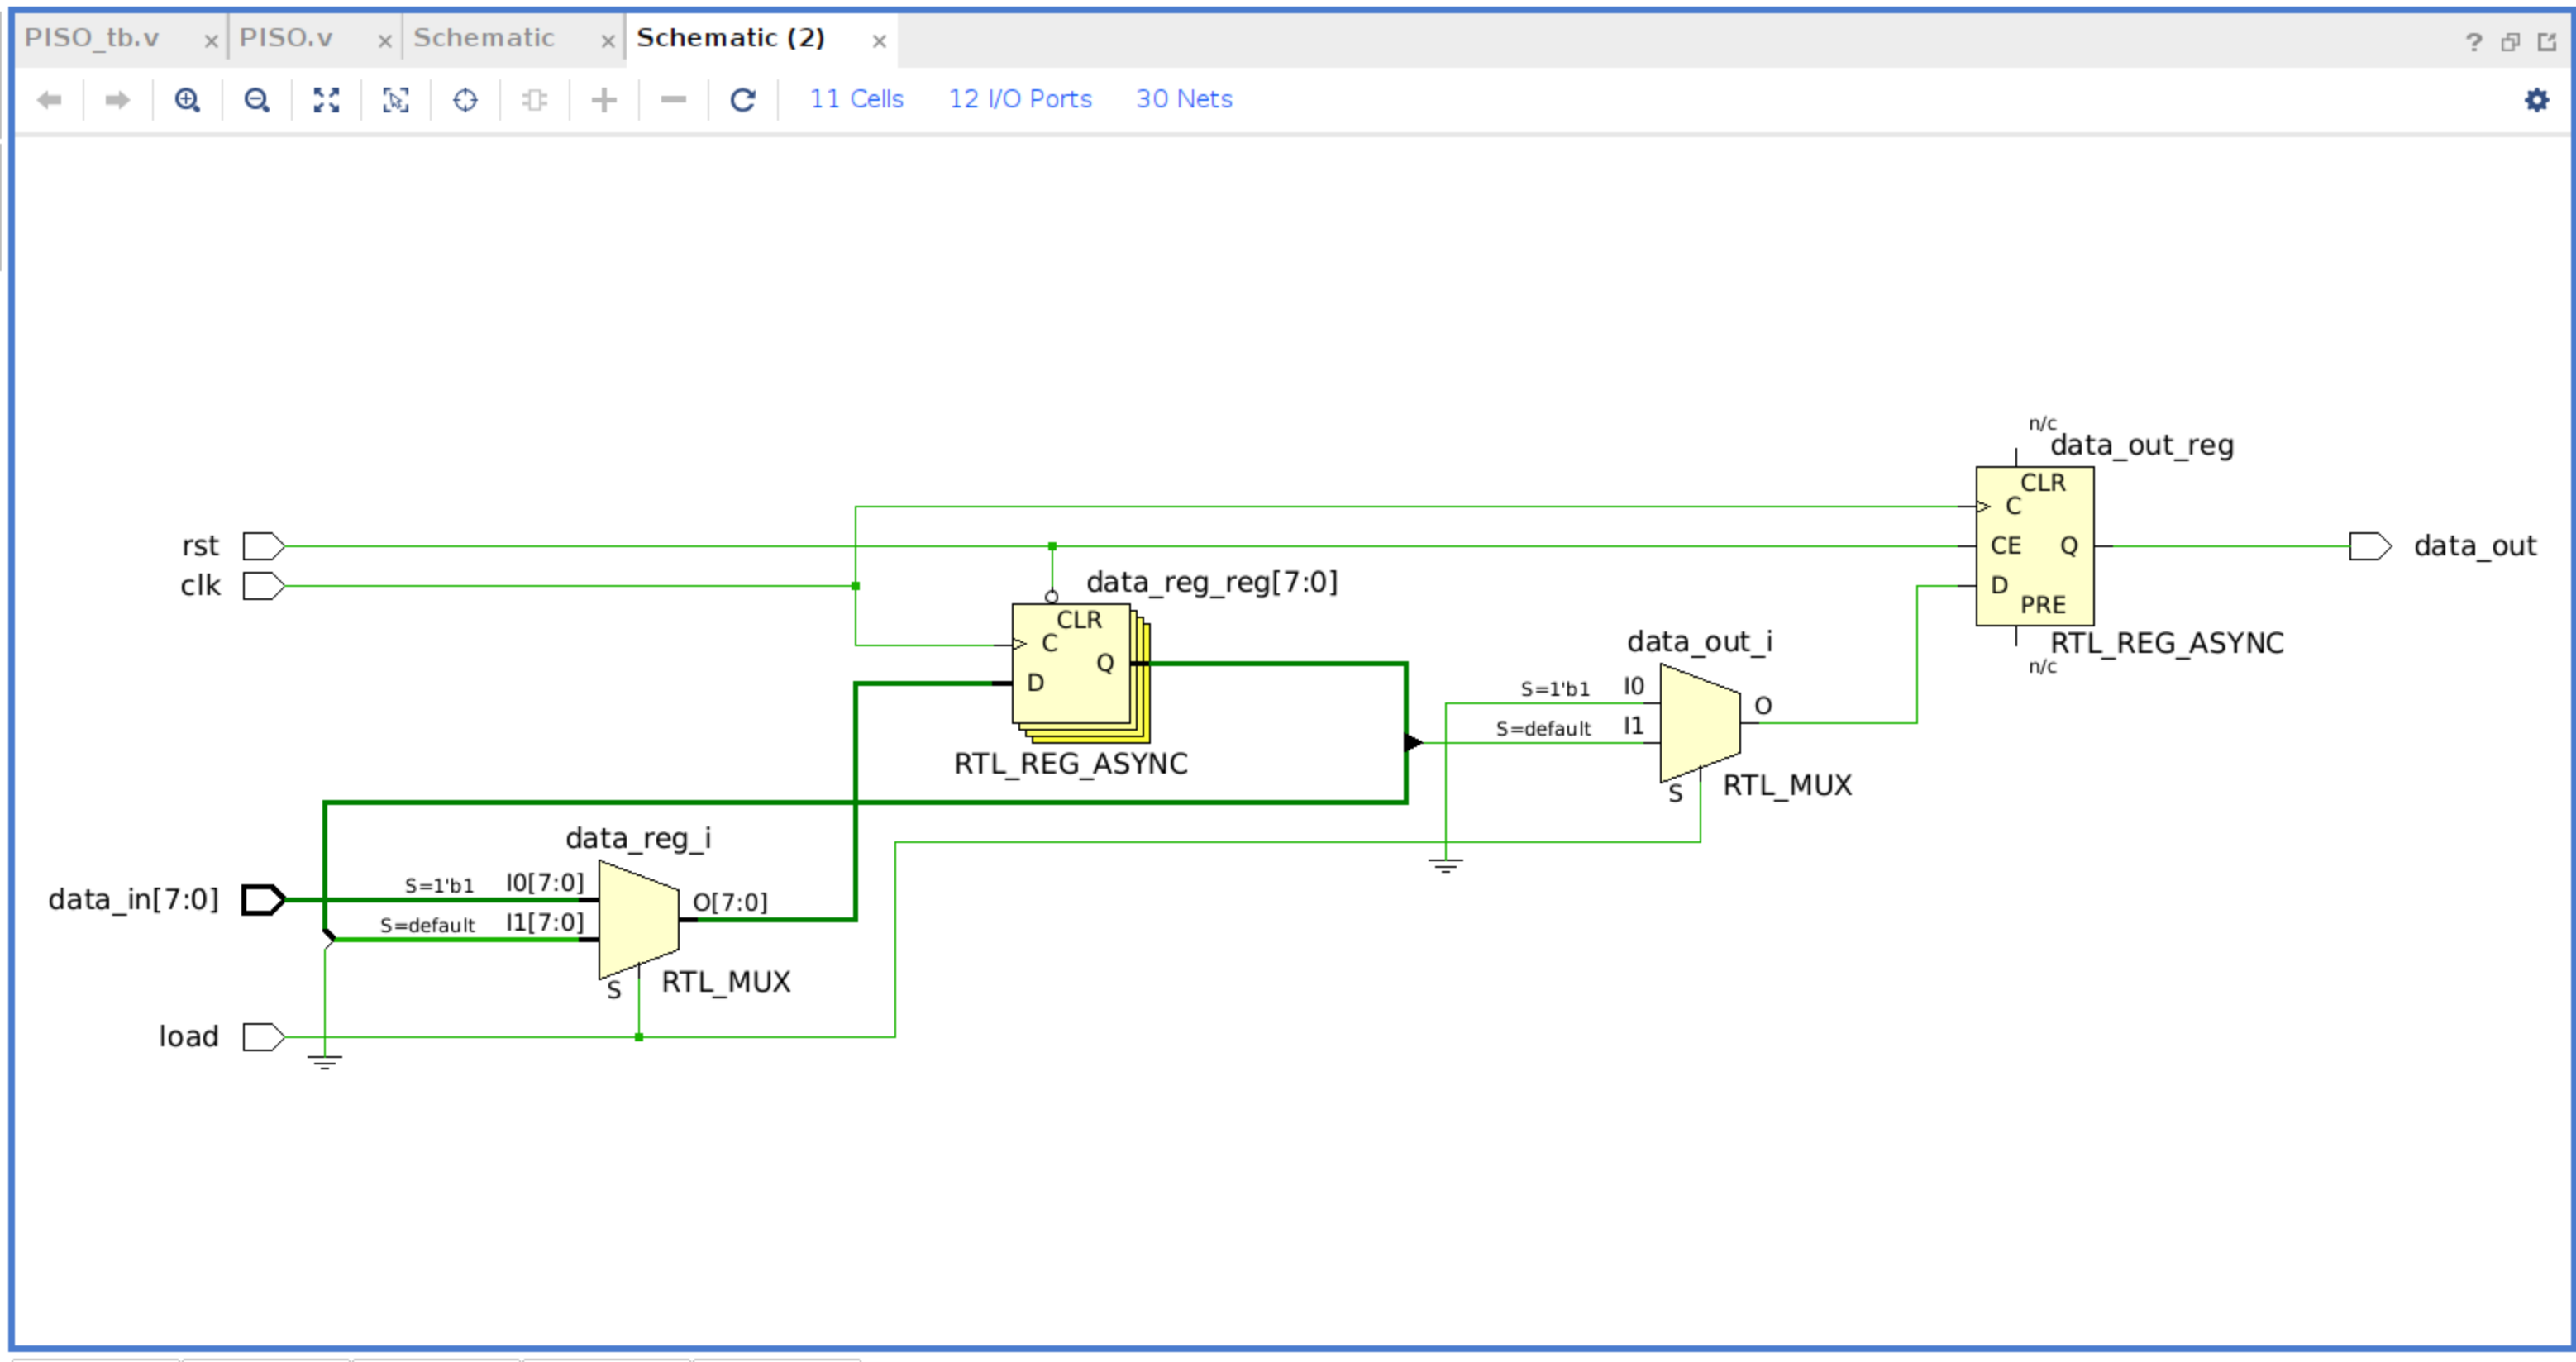 PISO_tb.v
PISO.v
Schematic
Schematic (2)
11 Cells
12 I/O Ports
30 Nets
n/c
data_out_reg
CLR
C
CE
Q
D
PRE
RTL_REG_ASYNC
n/c
data_out
rst
clk
data_reg_reg[7:0]
CLR
C
Q
D
RTL_REG_ASYNC
data_out_i
S=1'b1
I0
S=default
I1
O
S
RTL_MUX
data_reg_i
data_in[7:0]
S=1'b1
I0[7:0]
S=default
I1[7:0]
O[7:0]
S
RTL_MUX
load